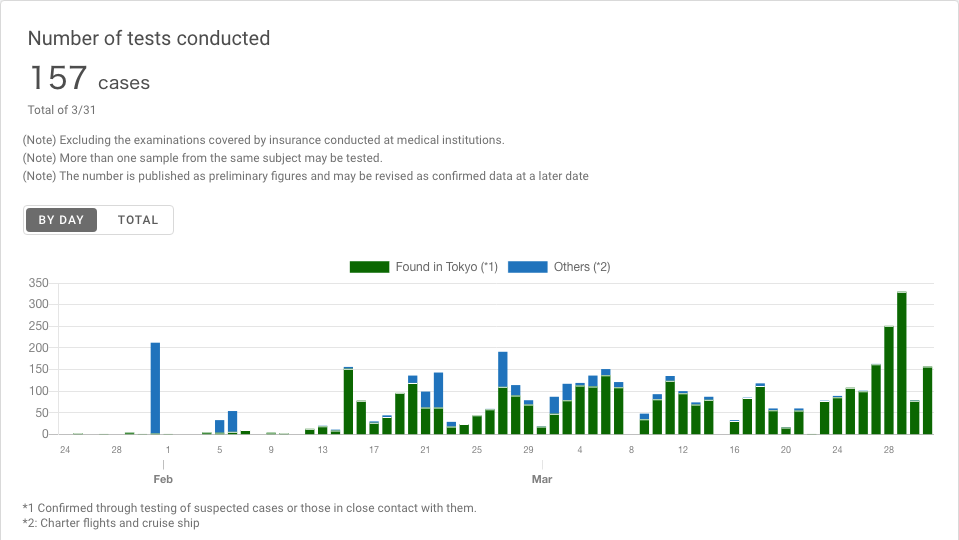 Number of tests conducted
157 cases
Total of 3/31
(Note) Excluding the examinations covered by insurance conducted at medical institutions.
(Note) More than one sample from the same subject may be tested.
(Note) The number is published as preliminary figures and may be revised as confirmed data at a later date
BY DAY TOTAL
Found in Tokyo (*1) Others (*2)
350
300
250
200
150
100
50
0
24 28 1 5 9 13 17 21 25 29 4 8 12 16 20 24 28
Feb Mar
*1 Confirmed through testing of suspected cases or those in close contact with them.
*2: Charter flights and cruise ship